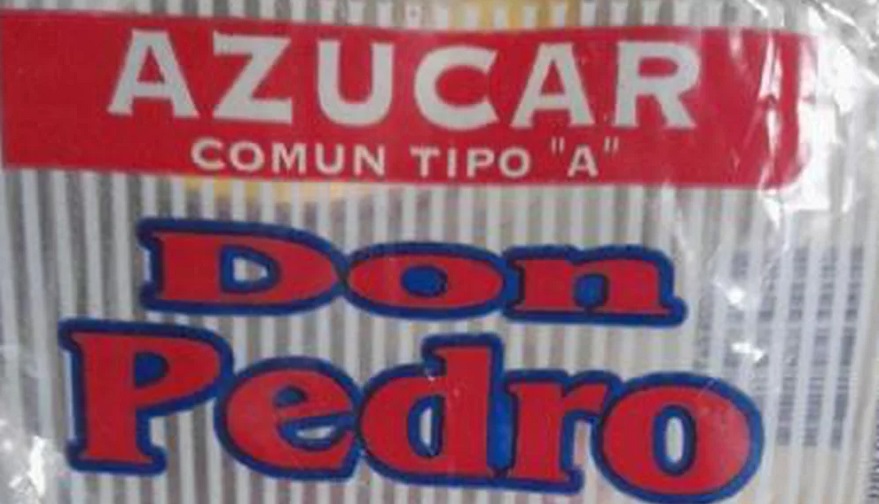 AZUCAR
COMUN TIPO "A"
Don
Pedro